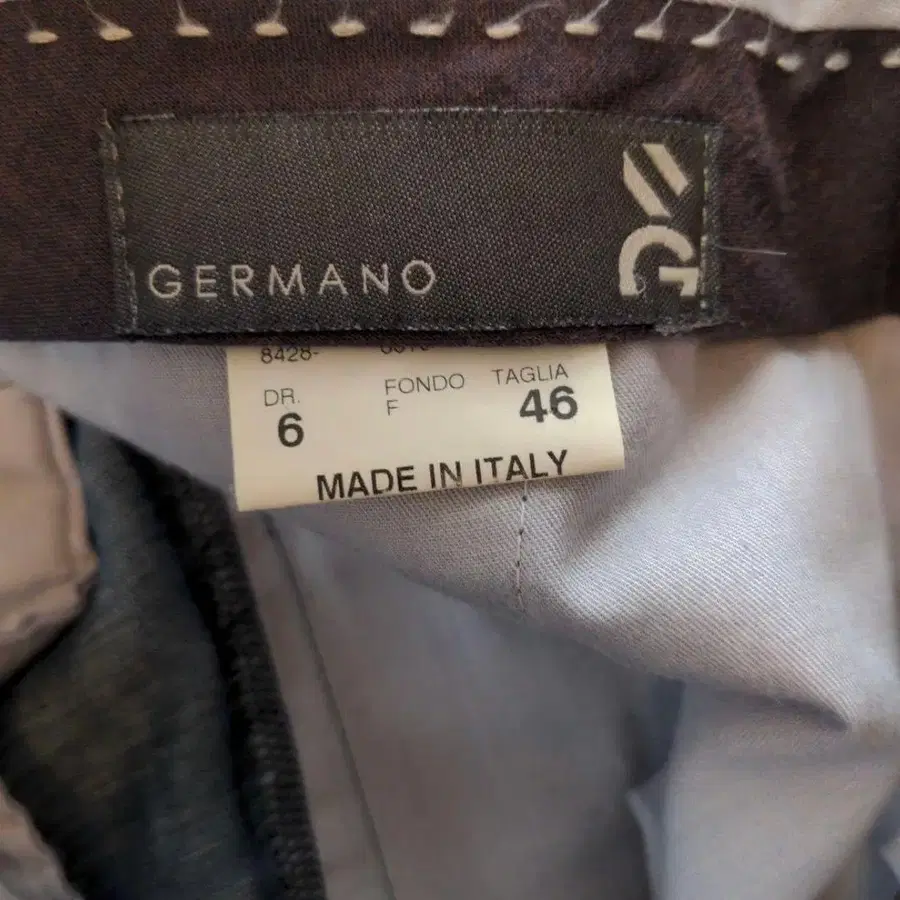 GERMANO
G
8428-
DR. FONDO TAGLIA
6 F 46
MADE IN ITALY